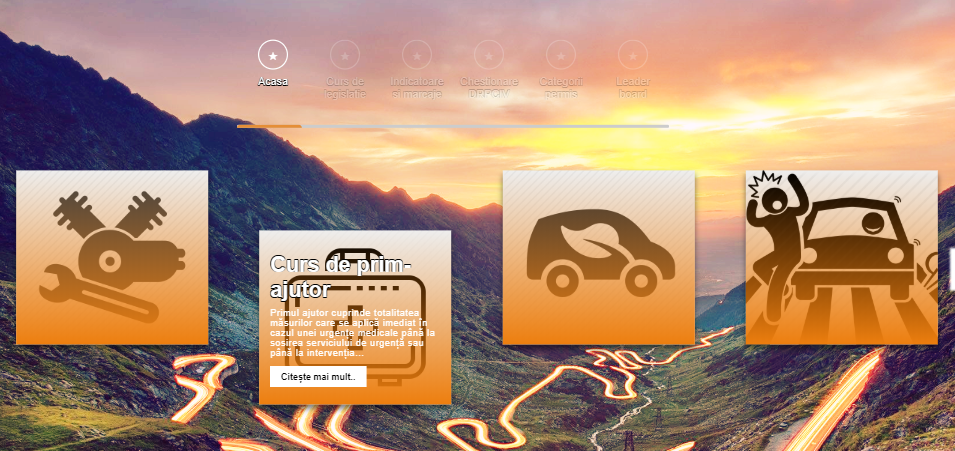 Acasa
Curs de
legislatie
Indicatoare
si marcaje
Chestionare
DRPCIV
Categorii
permis
Leader
board
Curs de prim-
ajutor
Primul ajutor cuprinde totalitatea
măsurilor care se aplică imediat în
cazul unei urgențe medicale până la
sosirea serviciului de urgență sau
până la intervenția...
Citește mai mult..